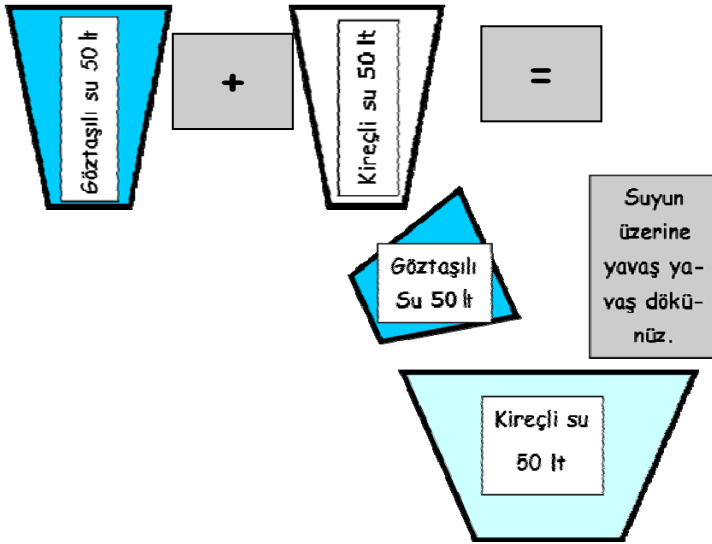 Göztaşılı su 50 lt
+
Kireçli su 50 lt
=
Göztaşılı
Su 50 lt
Suyun
üzerine
yavaş ya-
vaş dökü-
nüz.
Kireçli su
50 lt